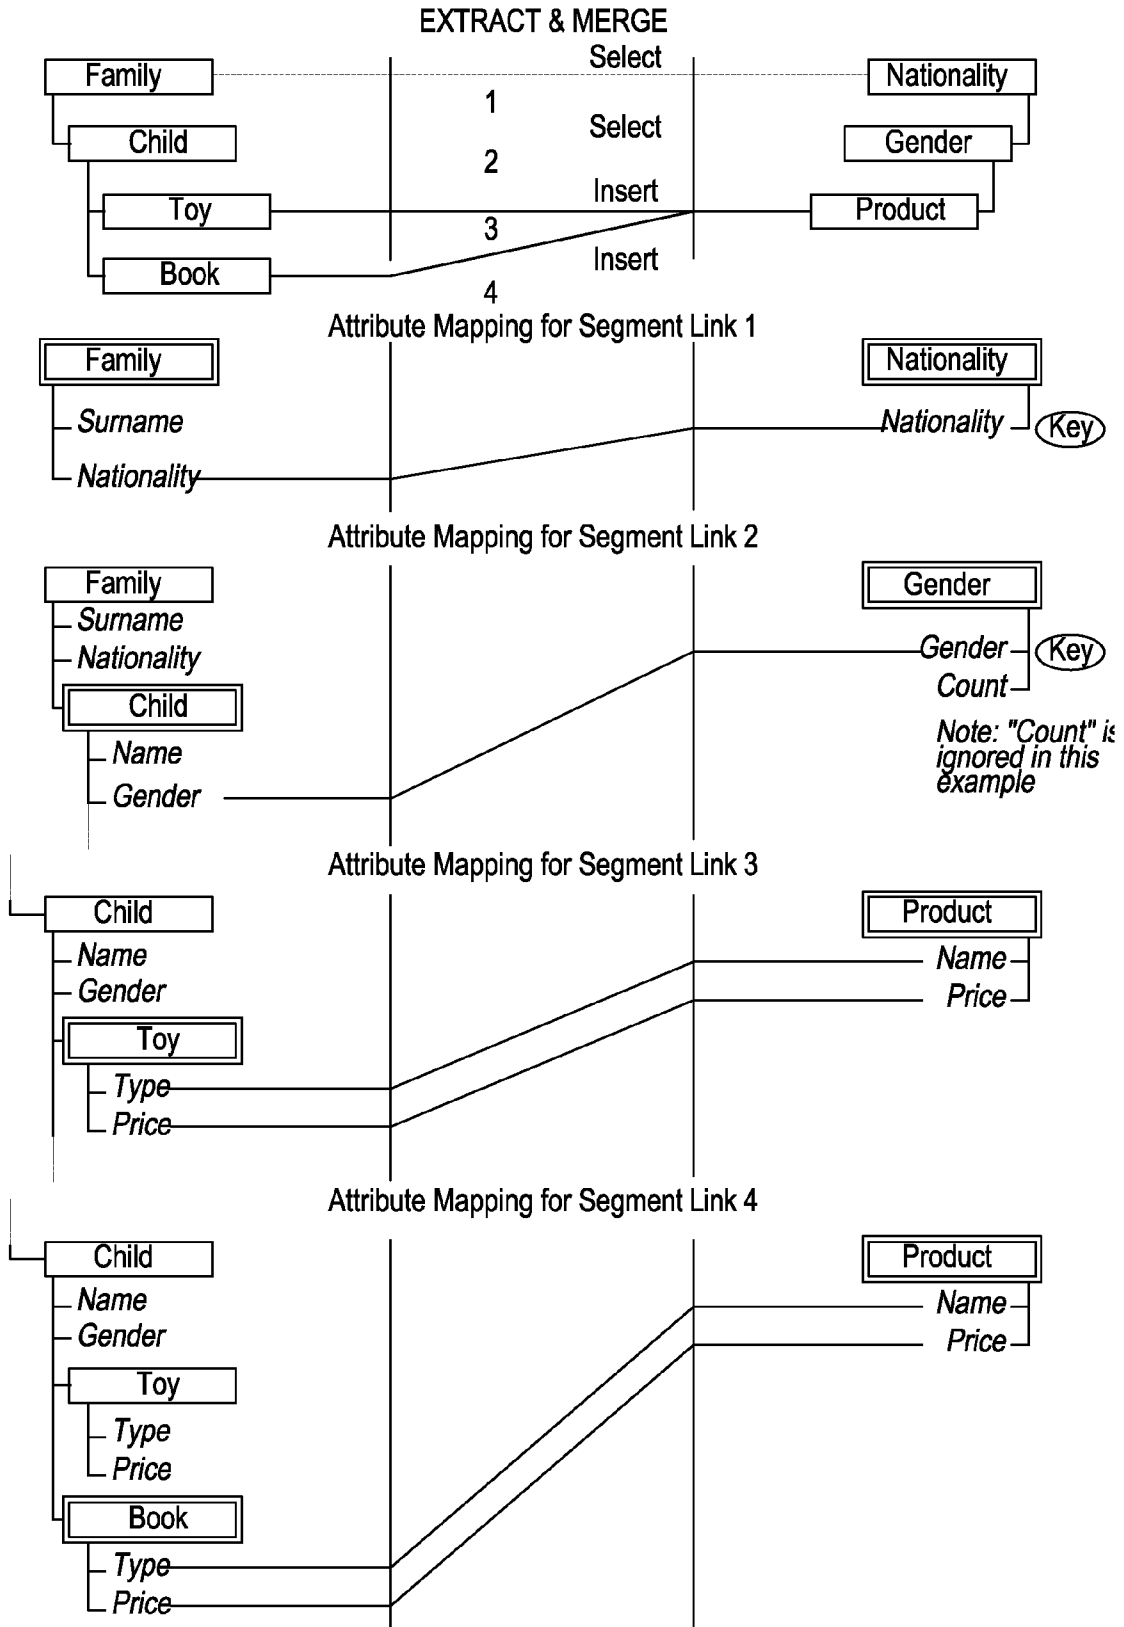 EXTRACT & MERGE
Family
Select
Nationality
1
Child
Select
Gender
2
Toy
Insert
Product
3
Book
Insert
4
Attribute Mapping for Segment Link 1
Family
Nationality
Surname
Nationality
Key
Nationality
Attribute Mapping for Segment Link 2
Family
Gender
Surname
Nationality
Gender
Key
Child
Count
Name
Gender
Note: "Count" is
ignored in this
example
Attribute Mapping for Segment Link 3
Child
Product
Name
Name
Gender
Price
Toy
Type
Price
Attribute Mapping for Segment Link 4
Child
Product
Name
Name
Gender
Price
Toy
Type
Price
Book
Type
Price